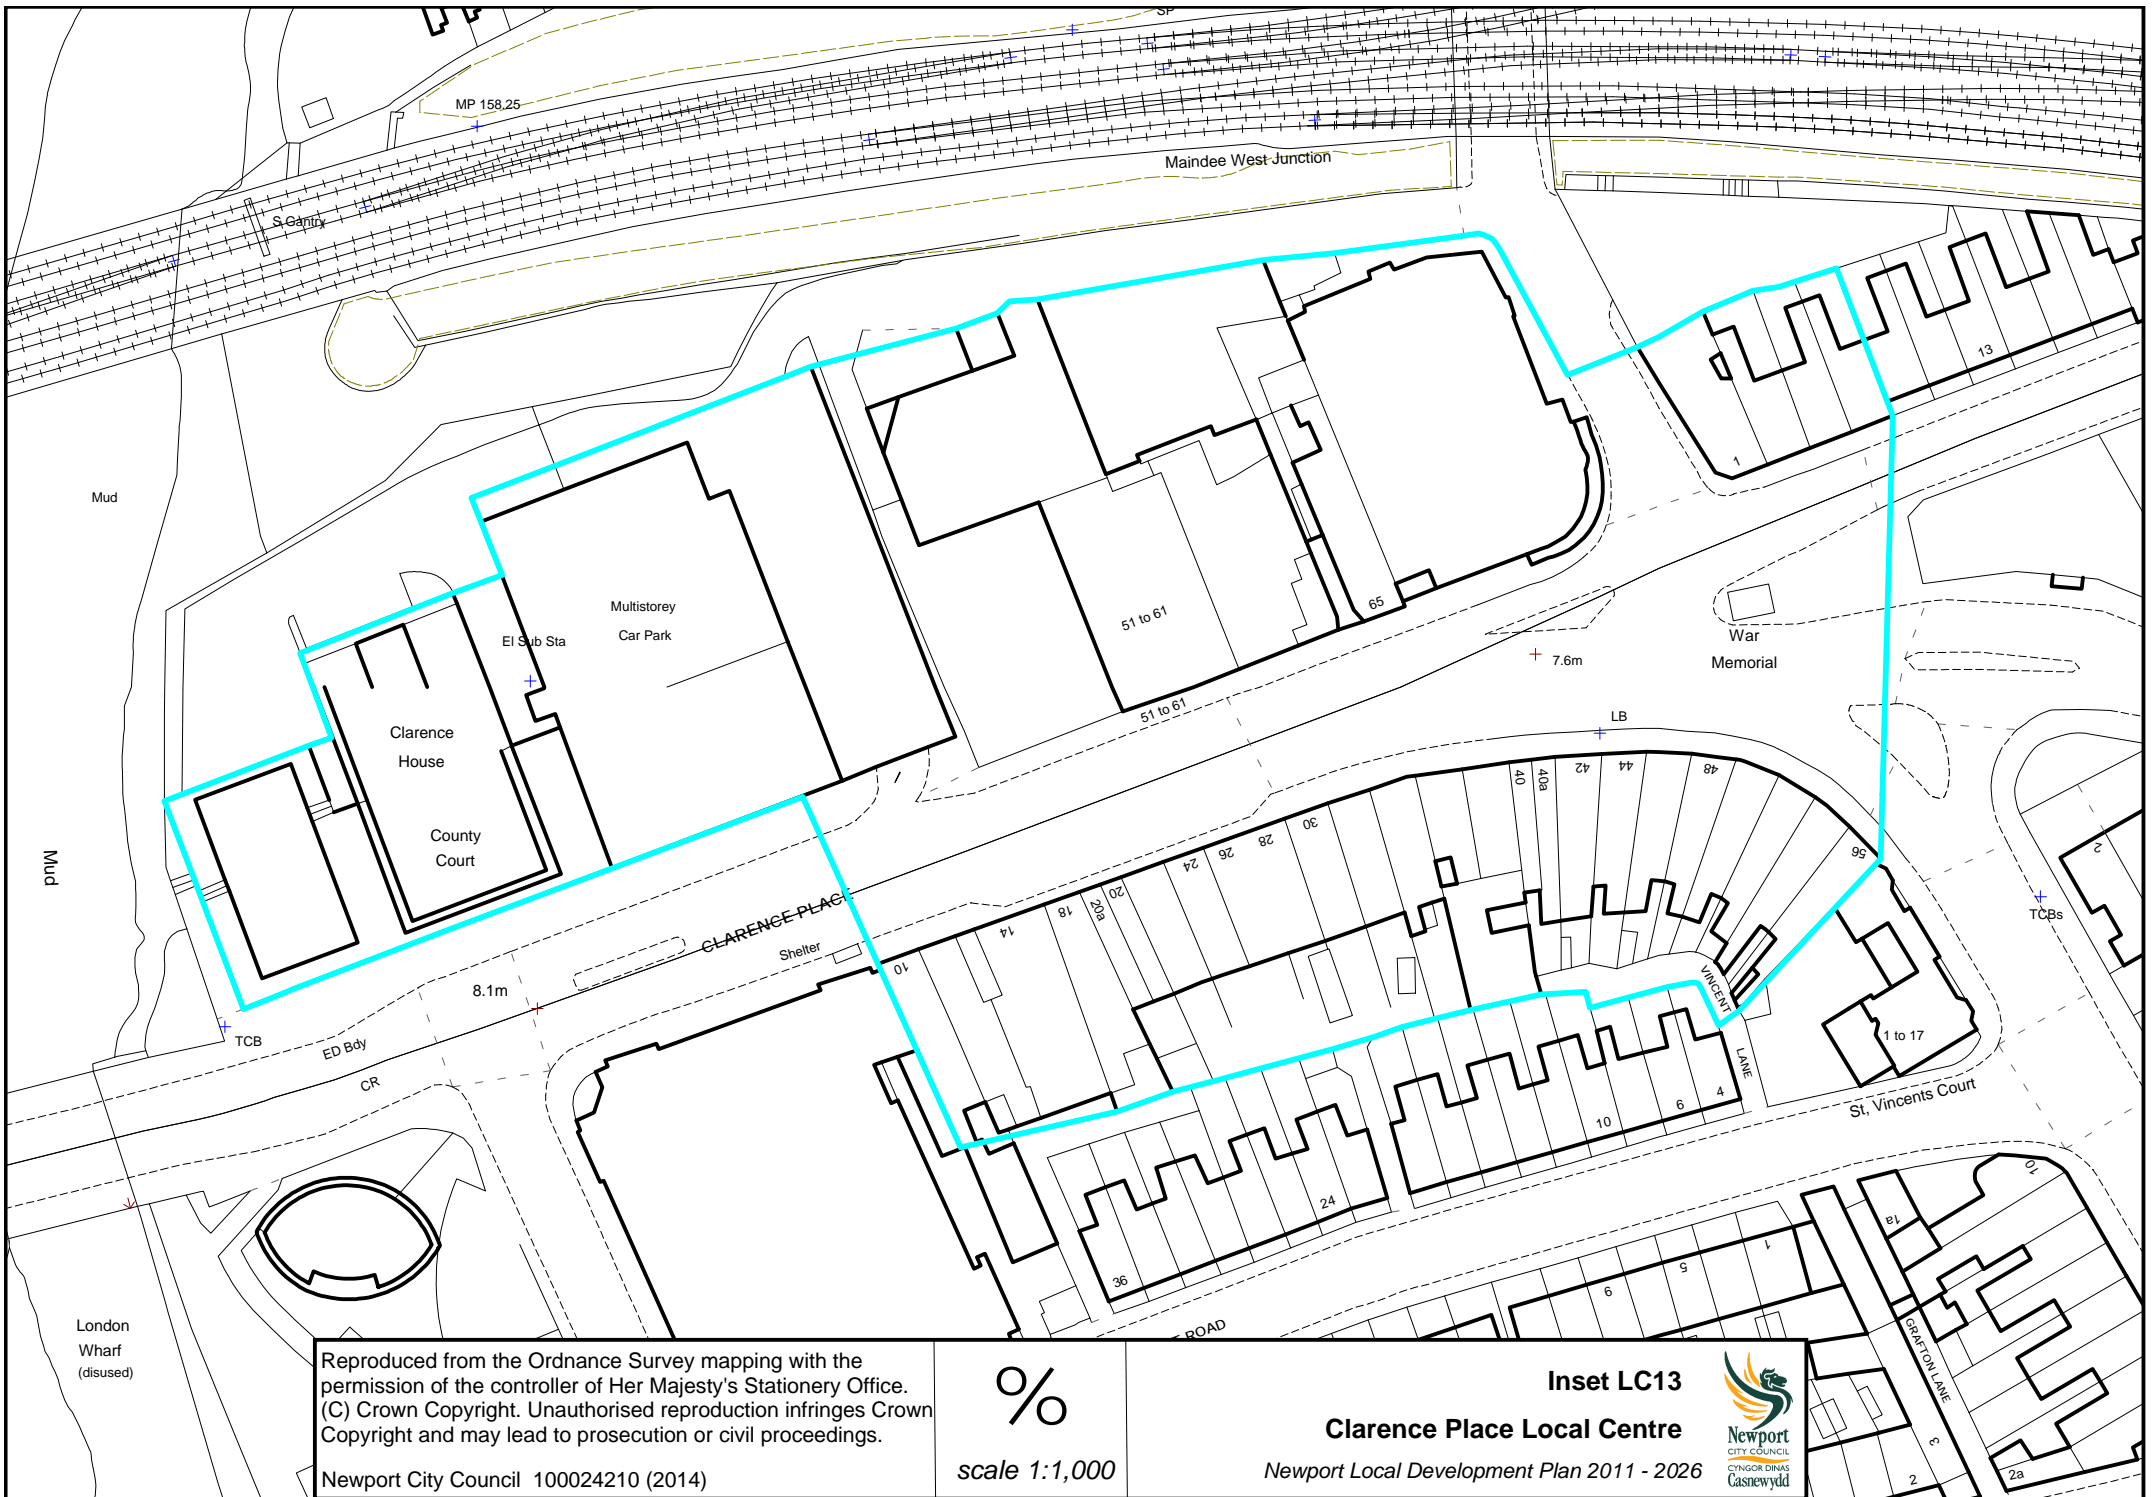 SP
MP 158.25
Maindee West Junction
S Gantry
13
1
Mud
Multistorey
Car Park
El Sub Sta
51 to 61
65
War
Memorial
7.6m
51 to 61
LB
Clarence
House
County
Court
Mud
40
40a
42
44
48
56
30
28
26
24
20
20a
18
14
10
2
TCBs
CLARENCE PLACE
Shelter
8.1m
TCB
ED Bdy
CR
VINCENT
LANE
1 to 17
St, Vincents Court
4
6
10
24
36
10
1a
1
5
9
GRAFTON LANE
3
2
2a
ROAD
London
Wharf
(disused)
Reproduced from the Ordnance Survey mapping with the
permission of the controller of Her Majesty's Stationery Office.
(C) Crown Copyright. Unauthorised reproduction infringes Crown
Copyright and may lead to prosecution or civil proceedings.
Newport City Council 100024210 (2014)
%
scale 1:1,000
Inset LC13
Clarence Place Local Centre
Newport Local Development Plan 2011 - 2026
Newport
CITY COUNCIL
CYNGOR DINAS
Casnewydd